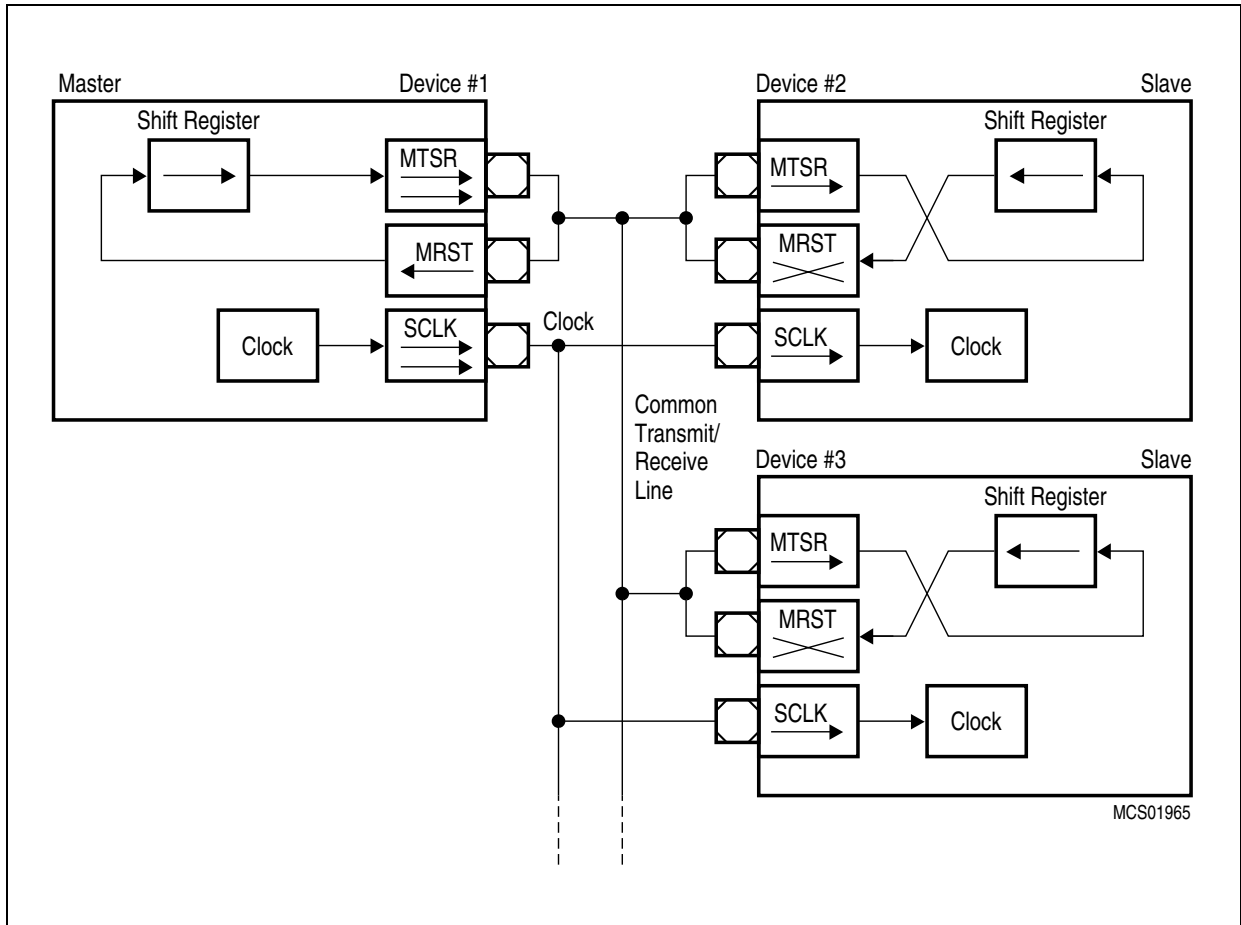 Master
Device #1
Shift Register
MTSR
MRST
Clock
SCLK
Clock
Common
Transmit/
Receive
Line
Device #2
Slave
Shift Register
MTSR
MRST
SCLK
Clock
Device #3
Slave
Shift Register
MTSR
MRST
SCLK
Clock
MCS01965